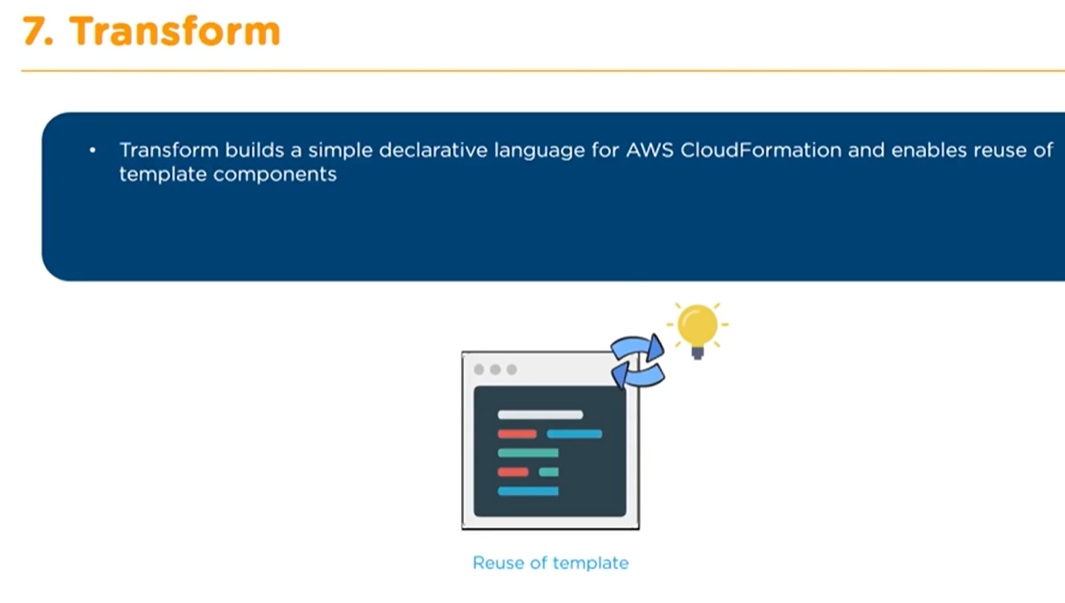 7. Transform
• Transform builds a simple declarative language for AWS CloudFormation and enables reuse of
template components
Reuse of template